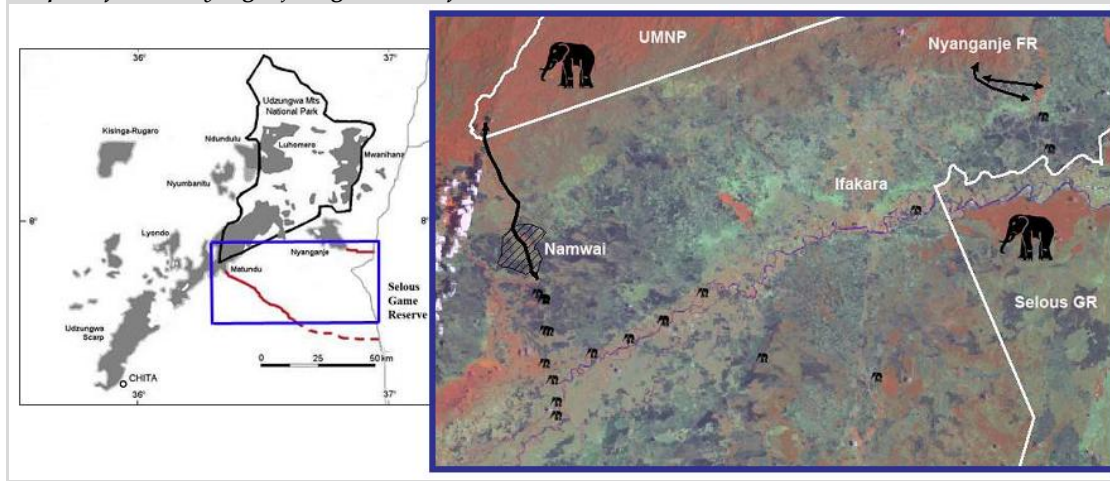 36°
37°
Udzungwa Mts
National Park
Kisinga-Rugaro
Ndundulu
Luhomero
Mwanihana
Nyumbanitu
8°
8°
Lyondo
Nyanganje
Matundu
Selous
Game
Reserve
Udzungwa
Scarp
0 25 50 km
CHITA
36°
37°
UMNP
Nyanganje FR
Ifakara
Namwai
Selous GR